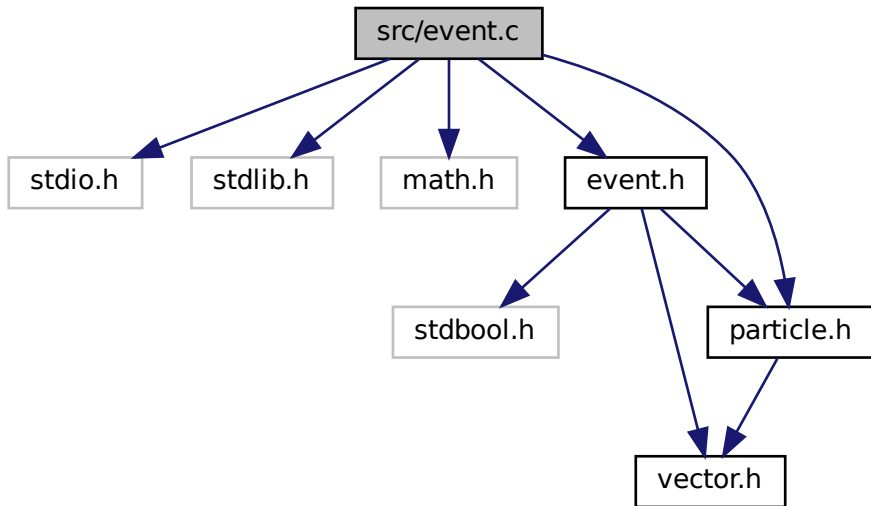 src/event.c
stdio.h
stdlib.h
math.h
event.h
stdbool.h
particle.h
vector.h